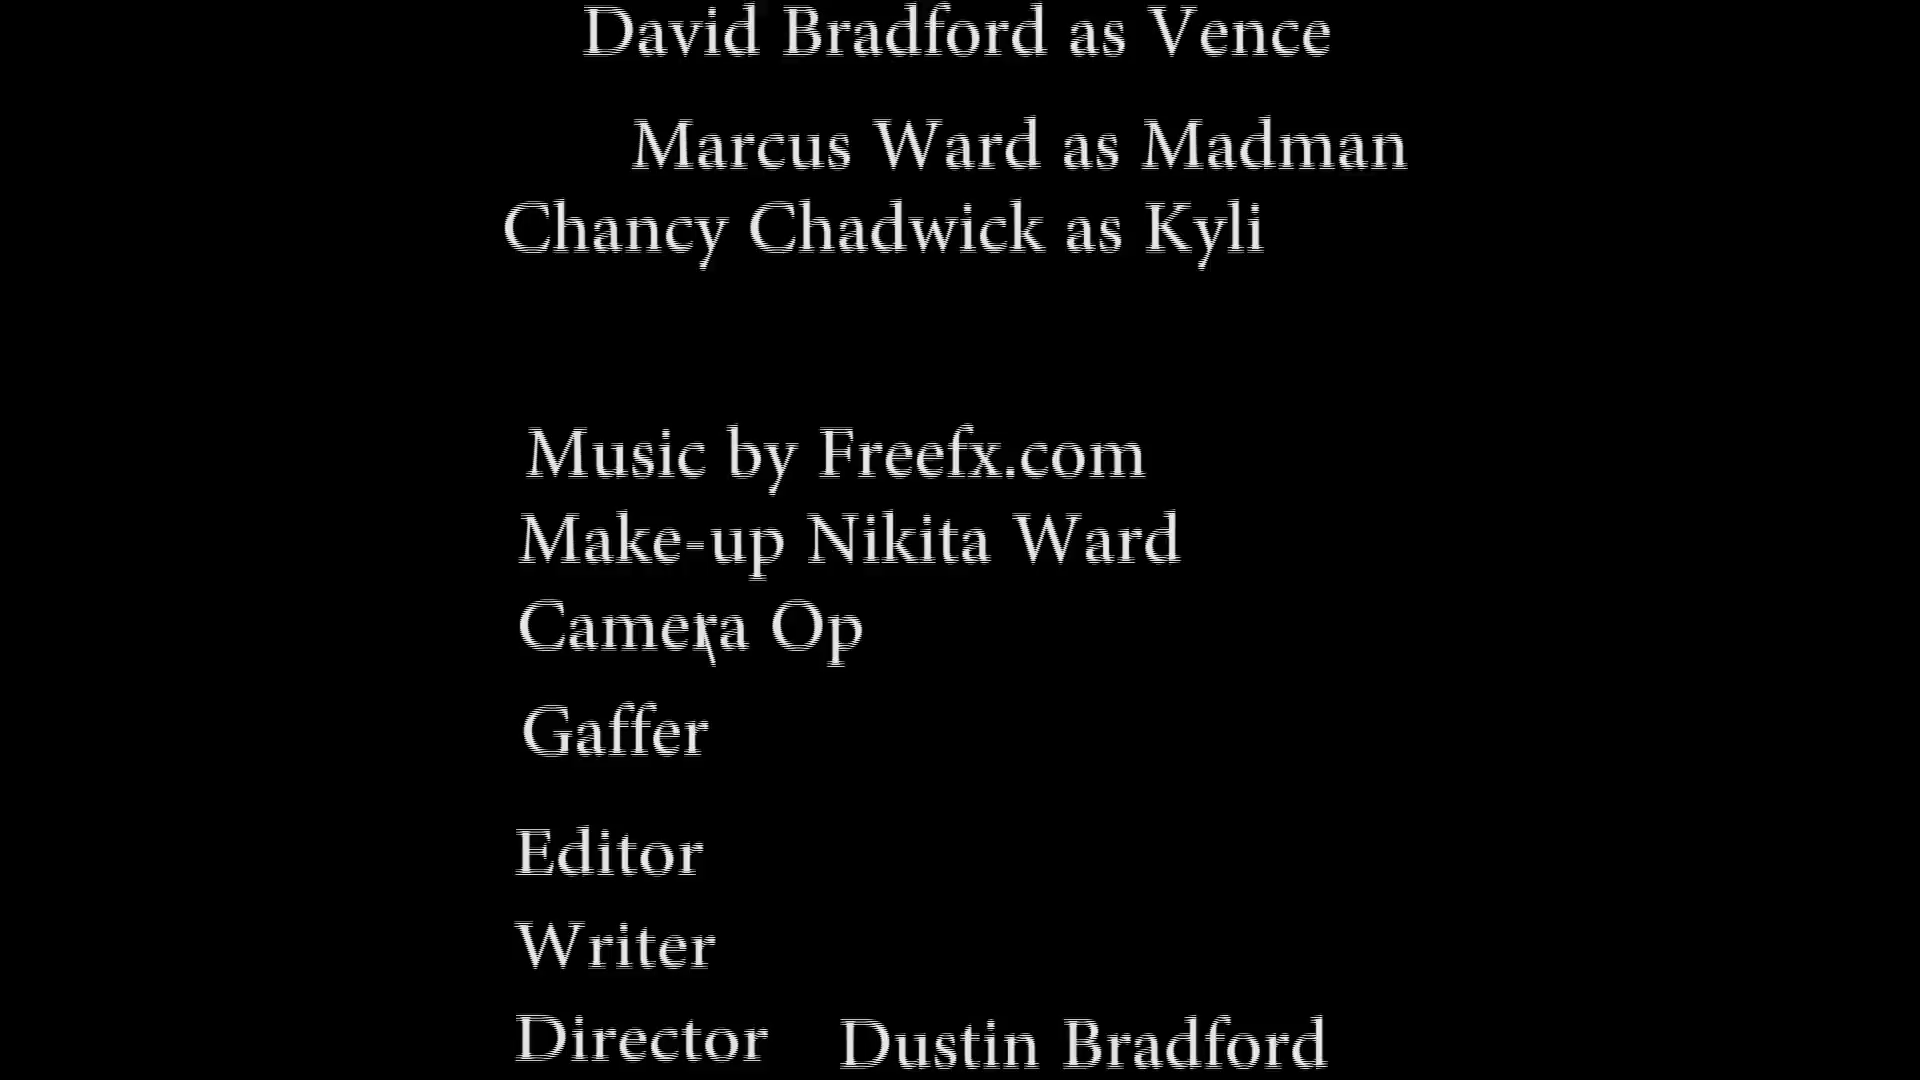 David Bradford as Vence
Marcus Ward as Madman
Chancy Chadwick as Kyli
Music by Freefx.com
Make-up Nikita Ward
Camera Op
Gaffer
Editor
Writer
Director Dustin Bradford